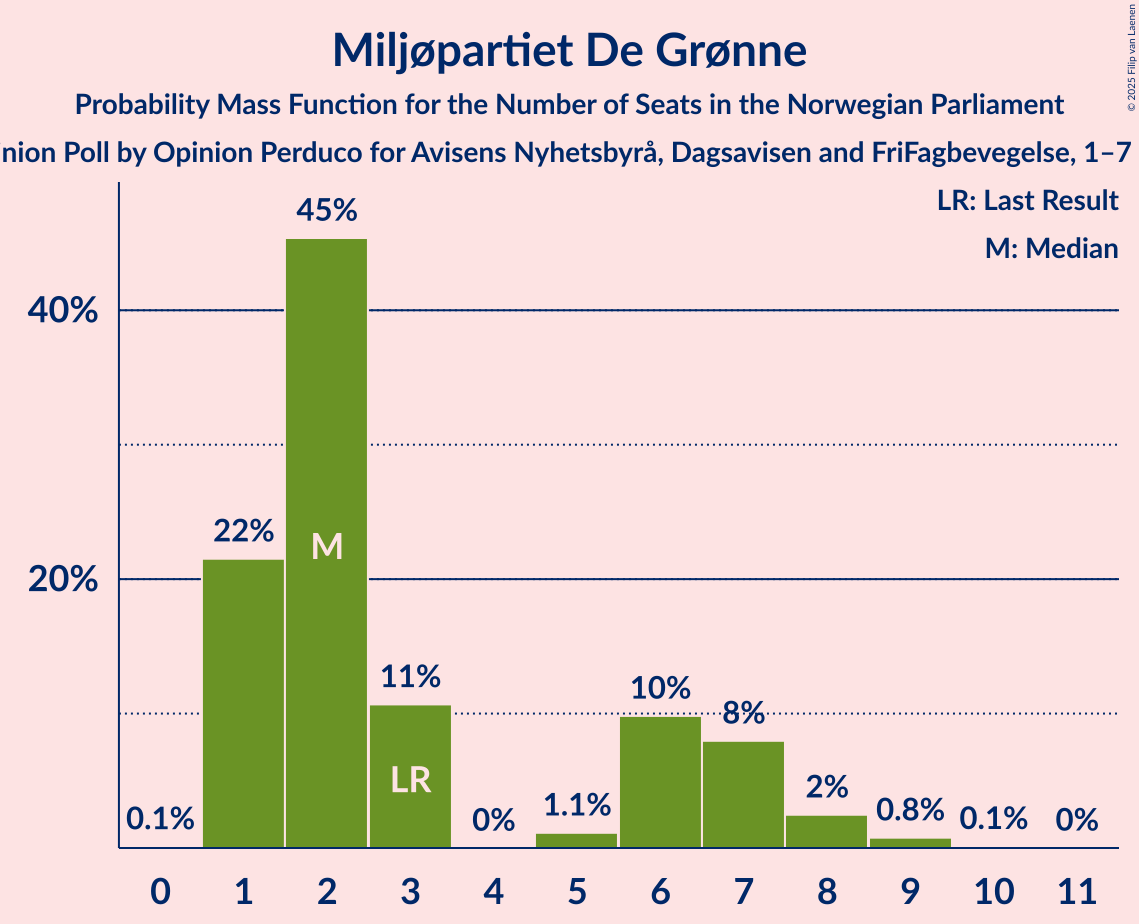 Miljøpartiet De Grønne
Probability Mass Function for the Number of Seats in the Norwegian Parliament
Poll by Opinion Perduco for Avisens Nyhetsbyrå, Dagsavisen and FriFagbevegelse, 1–7
© 2025 Filip van Laenen
LR: Last Result
M: Median
45%
40%
22%
M
20%
11%
10%
8%
LR
0.1%
0%
1.1%
2%
0.8%
0.1%
0%
0 1 2 3 4 5 6 7 8 9 10 11